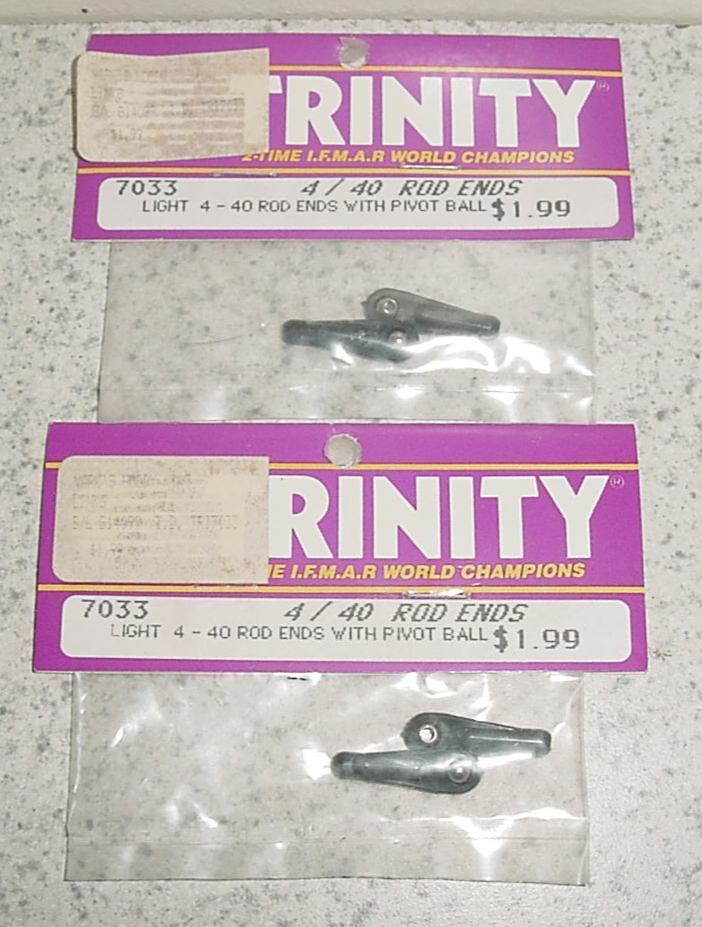 TRINITY®
2-TIME I.F.M.A.R WORLD CHAMPIONS
7033 4/40 ROD ENDS
LIGHT 4-40 ROD ENDS WITH PIVOT BALL $1.99
$1.99
RINITY®
I.F.M.A.R WORLD CHAMPIONS
7033 4/40 ROD ENDS
LIGHT 4-40 ROD ENDS WITH PIVOT BALL $1.99